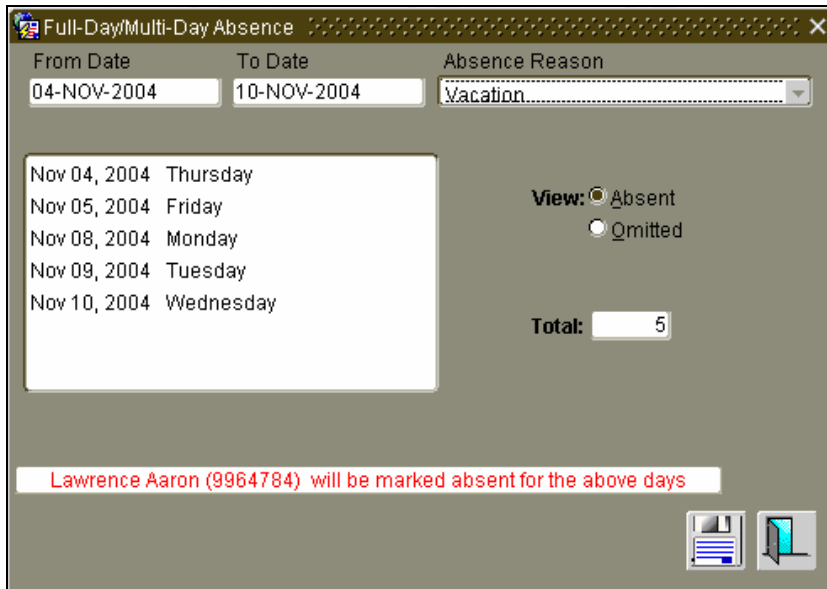 Full-Day/Multi-Day Absence
From Date To Date Absence Reason
04-NOV-2004 10-NOV-2004 Vacation
Nov 04, 2004 Thursday
Nov 05, 2004 Friday
Nov 08, 2004 Monday
Nov 09, 2004 Tuesday
Nov 10, 2004 Wednesday
View: Absent
Omitted
Total: 5
Lawrence Aaron (9964784) will be marked absent for the above days